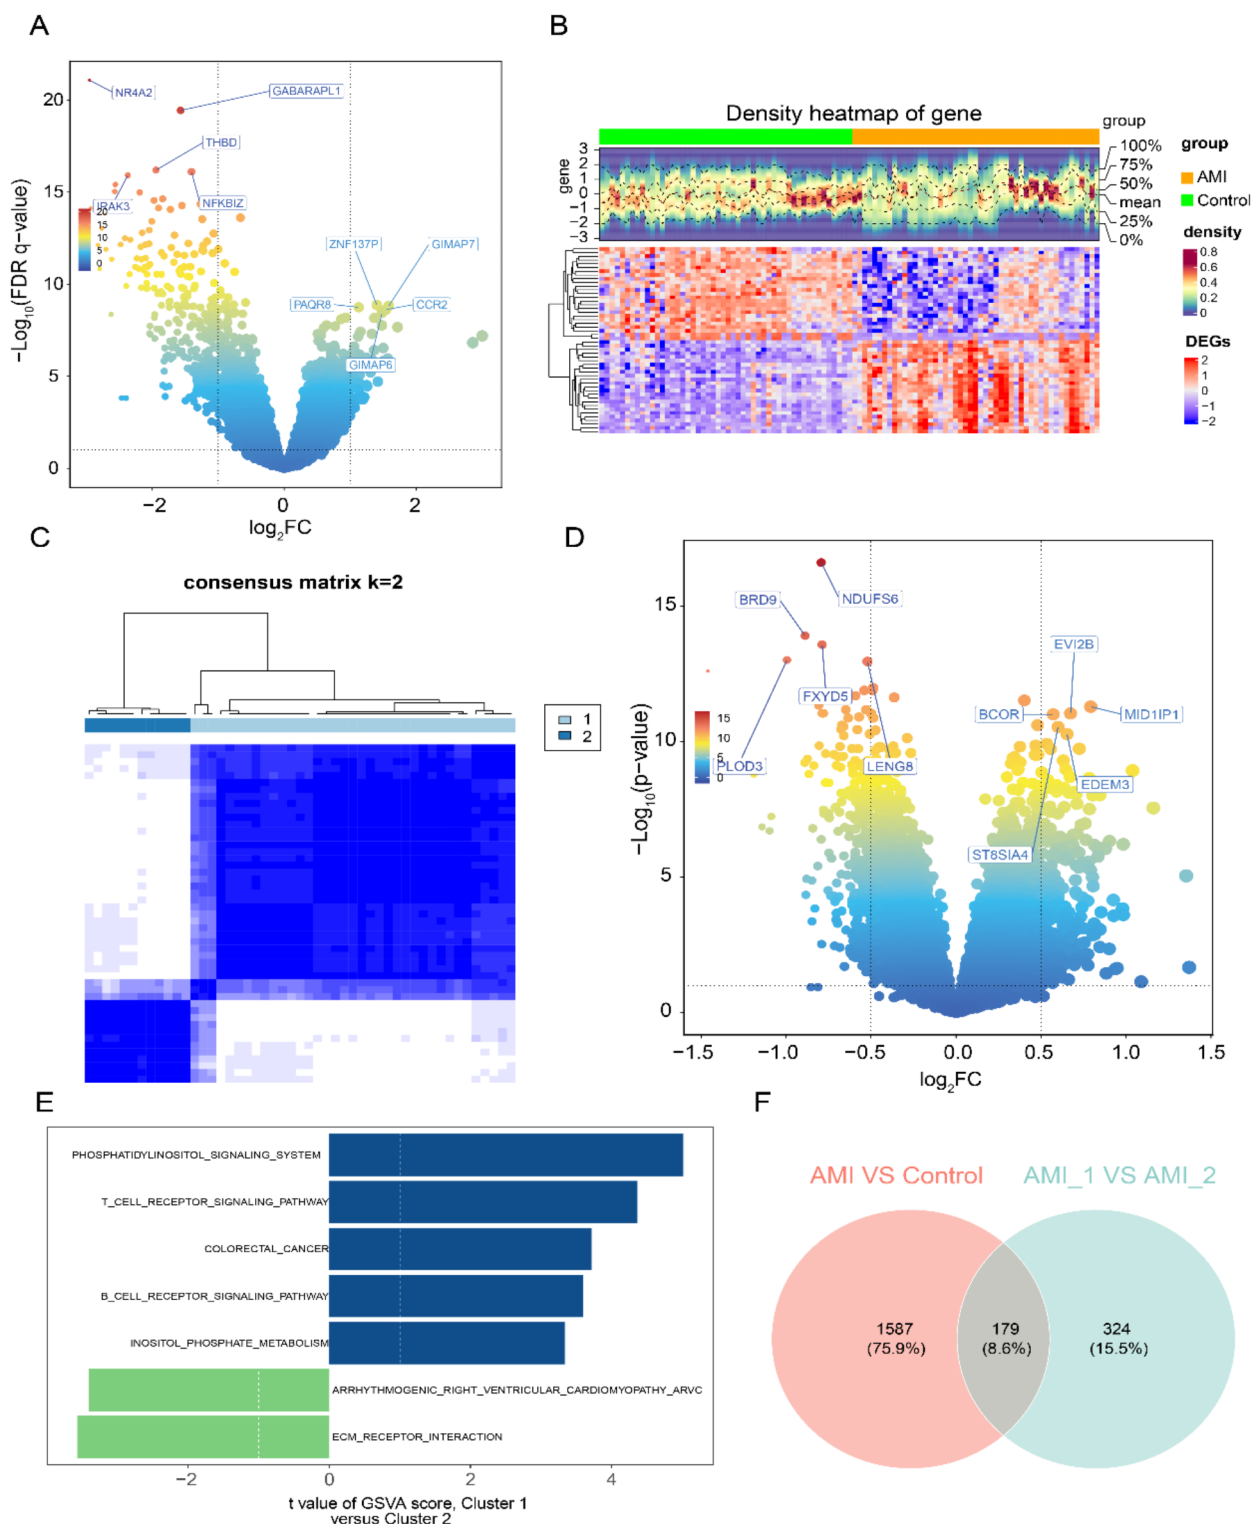 A
NR4A2
GABARAPL1
THBD
IRAK3
NFKBIZ
ZNF137P
GIMAP7
PAQR8
CCR2
GIMAP6
20
15
10
5
0
20
15
10
5
0
−Log10(FDR q−value)
−2
0
2
log2FC
B
Density heatmap of gene
group
gene
3
2
1
0
−1
−2
−3
100%
75%
50%
mean
25%
0%
group
AMI
Control
density
0.8
0.6
0.4
0.2
0
DEGs
2
1
0
−1
−2
C
consensus matrix k=2
1
2
D
NDUFS6
BRD9
FXYD5
PLOD3
LENG8
EVI2B
BCOR
MID1IP1
EDEM3
ST8SIA4
15
10
5
0
15
10
5
0
−Log10(p−value)
−1.5
−1.0
−0.5
0.0
0.5
1.0
1.5
log2FC
E
PHOSPHATIDYLINOSITOL_SIGNALING_SYSTEM
T_CELL_RECEPTOR_SIGNALING_PATHWAY
COLORECTAL_CANCER
B_CELL_RECEPTOR_SIGNALING_PATHWAY
INOSITOL_PHOSPHATE_METABOLISM
ARRHYTHMOGENIC_RIGHT_VENTRICULAR_CARDIOMYOPATHY_ARVC
ECM_RECEPTOR_INTERACTION
−2
0
2
4
t value of GSVA score, Cluster 1
versus Cluster 2
F
AMI VS Control
AMI_1 VS AMI_2
1587
(75.9%)
179
(8.6%)
324
(15.5%)